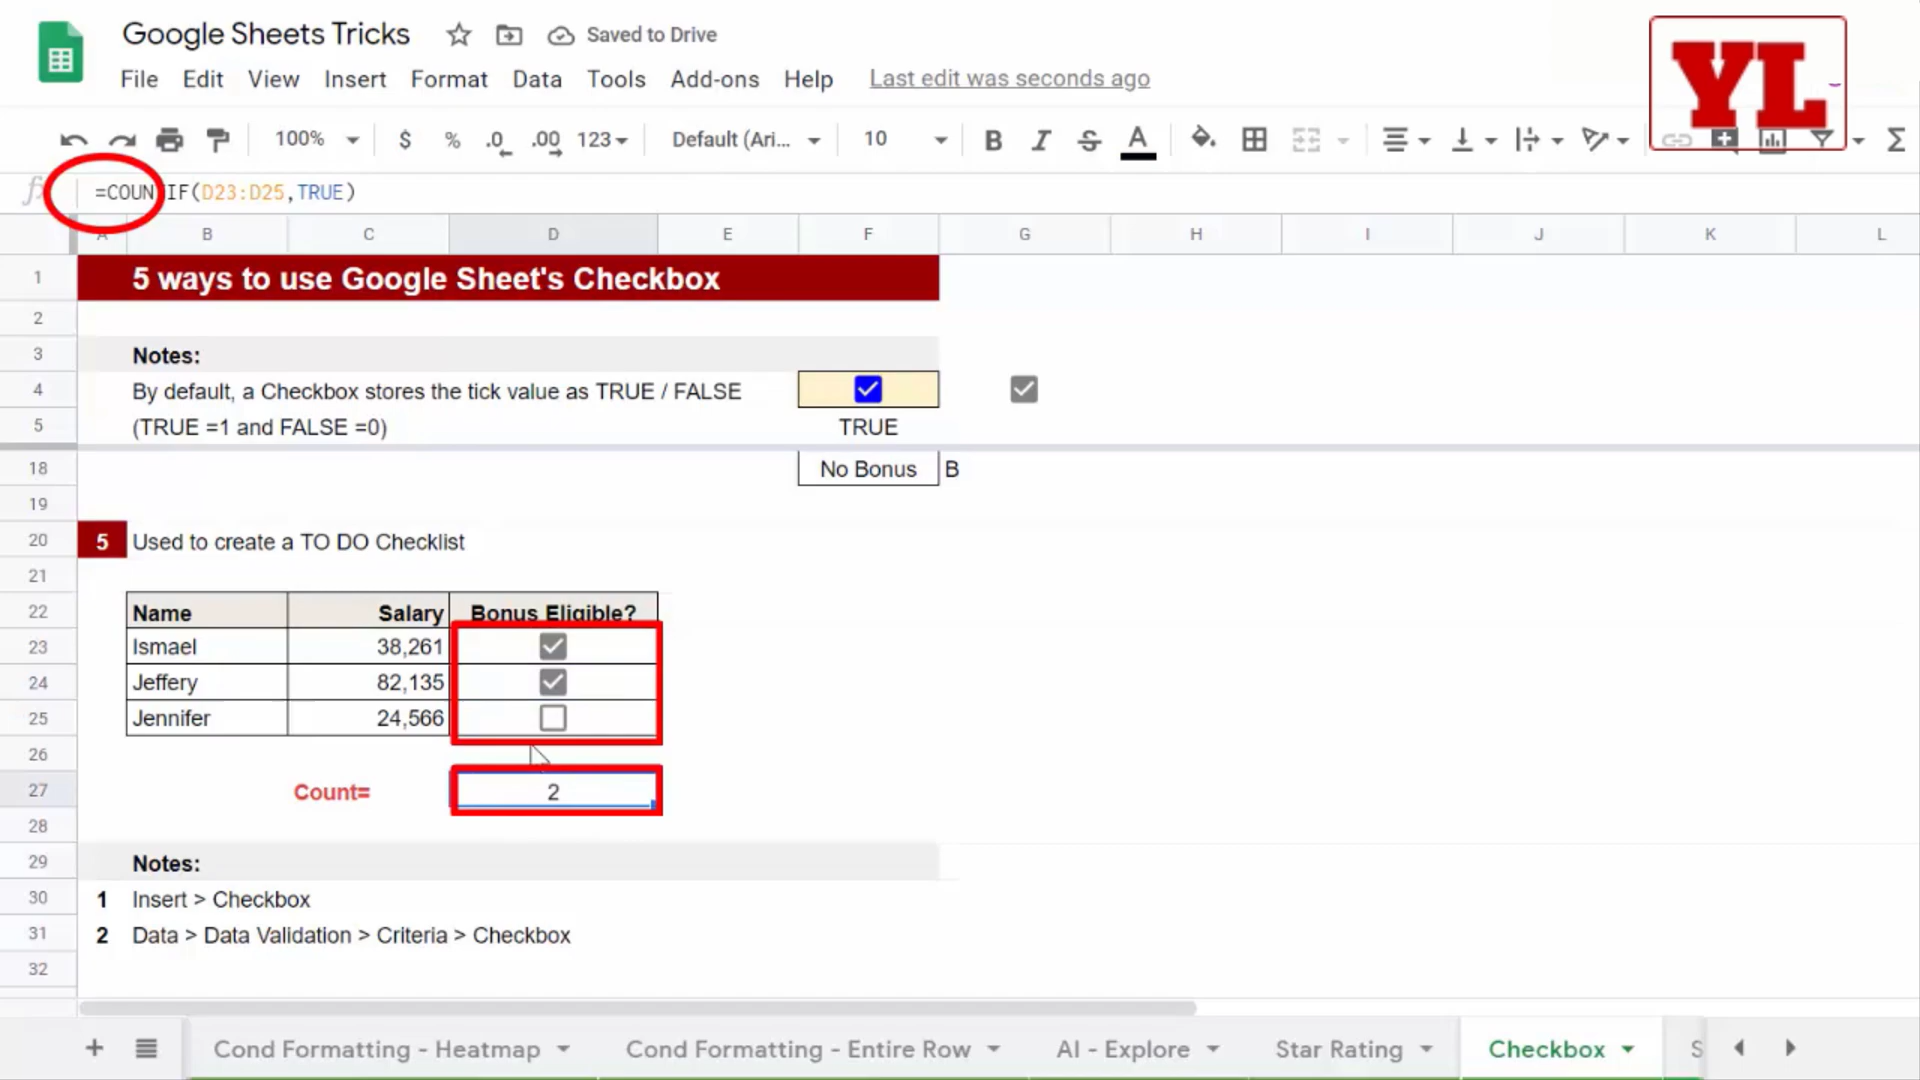 Google Sheets Tricks Saved to Drive
File Edit View Insert Format Data Tools Add-ons Help Last edit was seconds ago
YL
100% $ % .0 .00 123 Default (Ari... 10 B I S A Σ
fx =COUNTIF(D23:D25,TRUE)
A B C D E F G H I J K L
1 5 ways to use Google Sheet's Checkbox
2
3 Notes:
4 By default, a Checkbox stores the tick value as TRUE / FALSE
5 (TRUE =1 and FALSE =0) TRUE
18 No Bonus B
19
20 5 Used to create a TO DO Checklist
21
22 Name Salary Bonus Eligible?
23 Ismael 38,261
24 Jeffery 82,135
25 Jennifer 24,566
26
27 Count= 2
28
29 Notes:
30 1 Insert > Checkbox
31 2 Data > Data Validation > Criteria > Checkbox
32
+ Cond Formatting - Heatmap Cond Formatting - Entire Row AI - Explore Star Rating Checkbox S